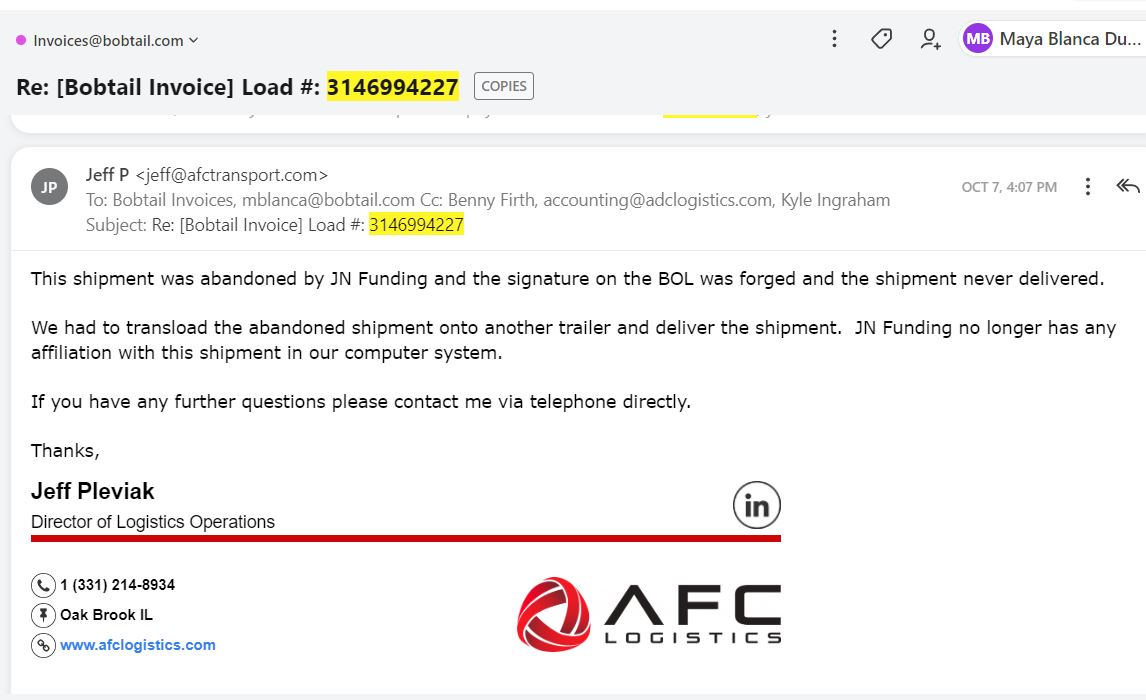 Invoices@bobtail.com
MB Maya Blanca Du...
Re: [Bobtail Invoice] Load #: 3146994227 COPIES
JP
Jeff P <jeff@afctransport.com>
To: Bobtail Invoices, mblanca@bobtail.com Cc: Benny Firth, accounting@adclogistics.com, Kyle Ingraham
OCT 7, 4:07 PM
Subject: Re: [Bobtail Invoice] Load #: 3146994227
This shipment was abandoned by JN Funding and the signature on the BOL was forged and the shipment never delivered.
We had to transload the abandoned shipment onto another trailer and deliver the shipment.  JN Funding no longer has any
affiliation with this shipment in our computer system.
If you have any further questions please contact me via telephone directly.
Thanks,
Jeff Pleviak
Director of Logistics Operations
in
1 (331) 214-8934
Oak Brook IL
www.afclogistics.com
AFC
LOGISTICS